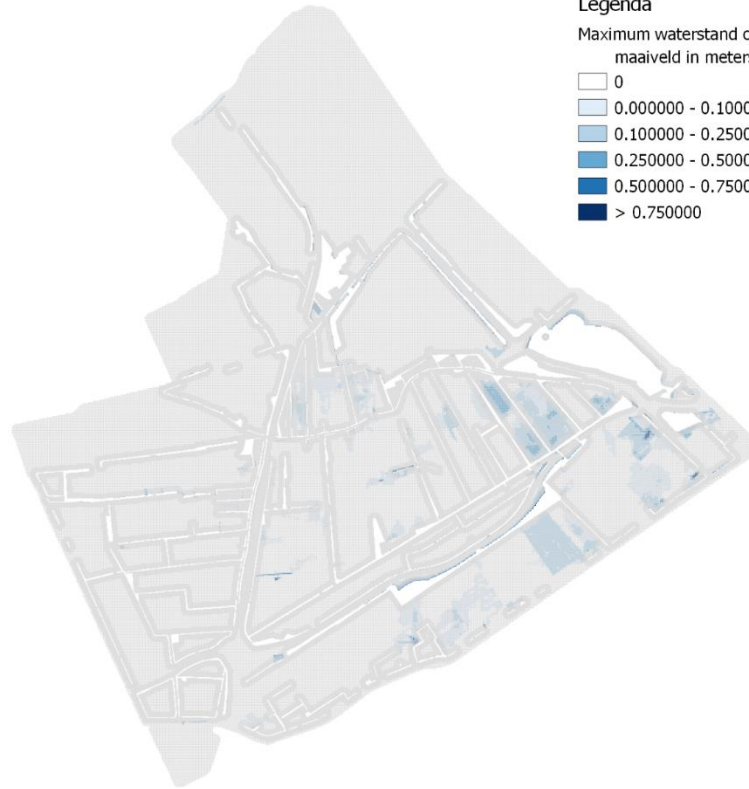 Legenda
Maximum waterstand
maaiveld in meters
0
0.000000 - 0.1000
0.100000 - 0.2500
0.250000 - 0.5000
0.500000 - 0.7500
> 0.750000